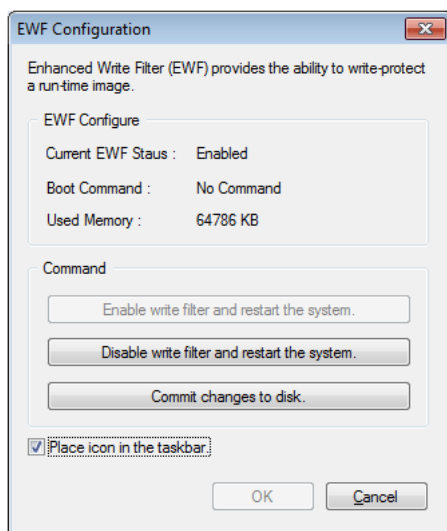 EWF Configuration
Enhanced Write Filter (EWF) provides the ability to write-protect
a run-time image.
EWF Configure
Current EWF Staus : Enabled
Boot Command : No Command
Used Memory : 64786 KB
Command
Enable write filter and restart the system.
Disable write filter and restart the system.
Commit changes to disk.
Place icon in the taskbar.
OK Cancel